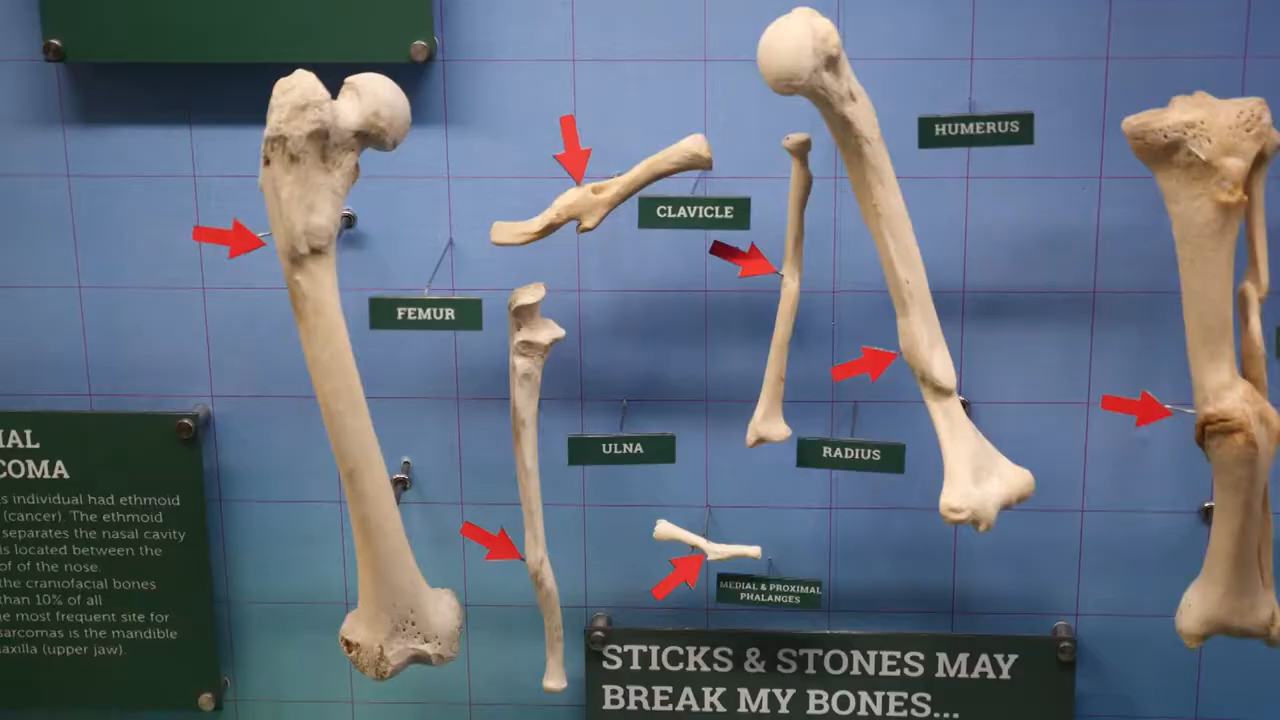 HUMERUS
CLAVICLE
FEMUR
ULNA
RADIUS
MEDIAL & PROXIMAL
PHALANGES
COMA
s individual had ethmoid
(cancer). The ethmoid
separates the nasal cavity
is located between the
of of the nose.
the craniofacial bones
than 10% of all
most frequent site for
sarcomas is the mandible
(upper jaw).
STICKS & STONES MAY
BREAK MY BONES...